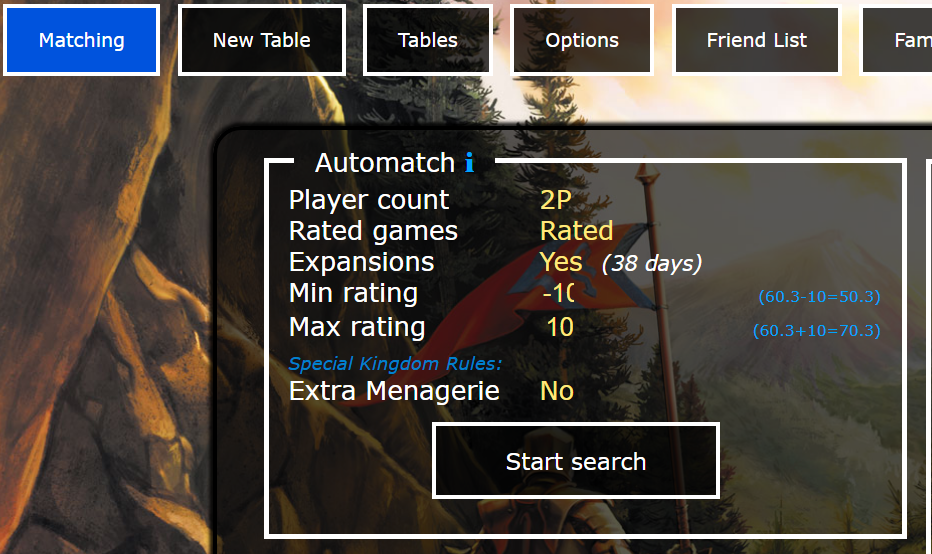 Matching New Table Tables Options Friend List Fam
Automatch i
Player count 2P
Rated games Rated
Expansions Yes (38 days)
Min rating -10 (60.3-10=50.3)
Max rating 10 (60.3+10=70.3)
Special Kingdom Rules:
Extra Menagerie No
Start search